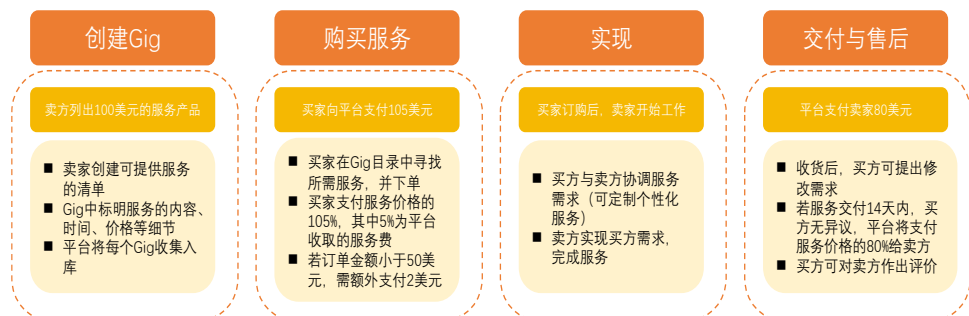 创建Gig
卖方列出100美元的服务产品
■ 卖家创建可提供服务
的清单
■ Gig中标明服务的内容、
时间、价格等细节
■ 平台将每个Gig收集入
库
购买服务
买家向平台支付105美元
■ 买家在Gig目录中寻找
所需服务，并下单
■ 买家支付服务价格的
105%，其中5%为平台
收取的服务费
■ 若订单金额小于50美
元，需额外支付2美元
实现
买家订购后，卖家开始工作
■ 买方与卖方协调服务
需求（可定制个性化
服务）
■ 卖方实现买方需求，
完成服务
交付与售后
平台支付卖家80美元
■ 收货后，买方可提出修
改需求
■ 若服务交付14天内，买
方无异议，平台将支付
服务价格的80%给卖方
■ 买方可对卖方作出评价